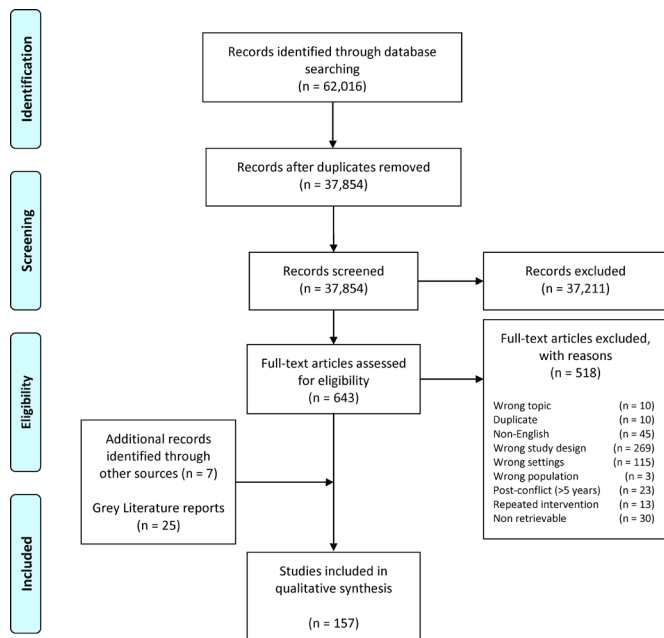 Identification
Records identified through database
searching
(n = 62,016)
Records after duplicates removed
(n = 37,854)
Screening
Records screened
(n = 37,854)
Records excluded
(n = 37,211)
Eligibility
Full-text articles assessed
for eligibility
(n = 643)
Full-text articles excluded,
with reasons
(n = 518)
Wrong topic (n = 10)
Duplicate (n = 10)
Non-English (n = 45)
Wrong study design (n = 269)
Wrong settings (n = 115)
Wrong population (n = 3)
Post-conflict (>5 years) (n = 23)
Repeated intervention (n = 13)
Non retrievable (n = 30)
Additional records
identified through
other sources (n = 7)
Grey Literature reports
(n = 25)
Included
Studies included in
qualitative synthesis
(n = 157)